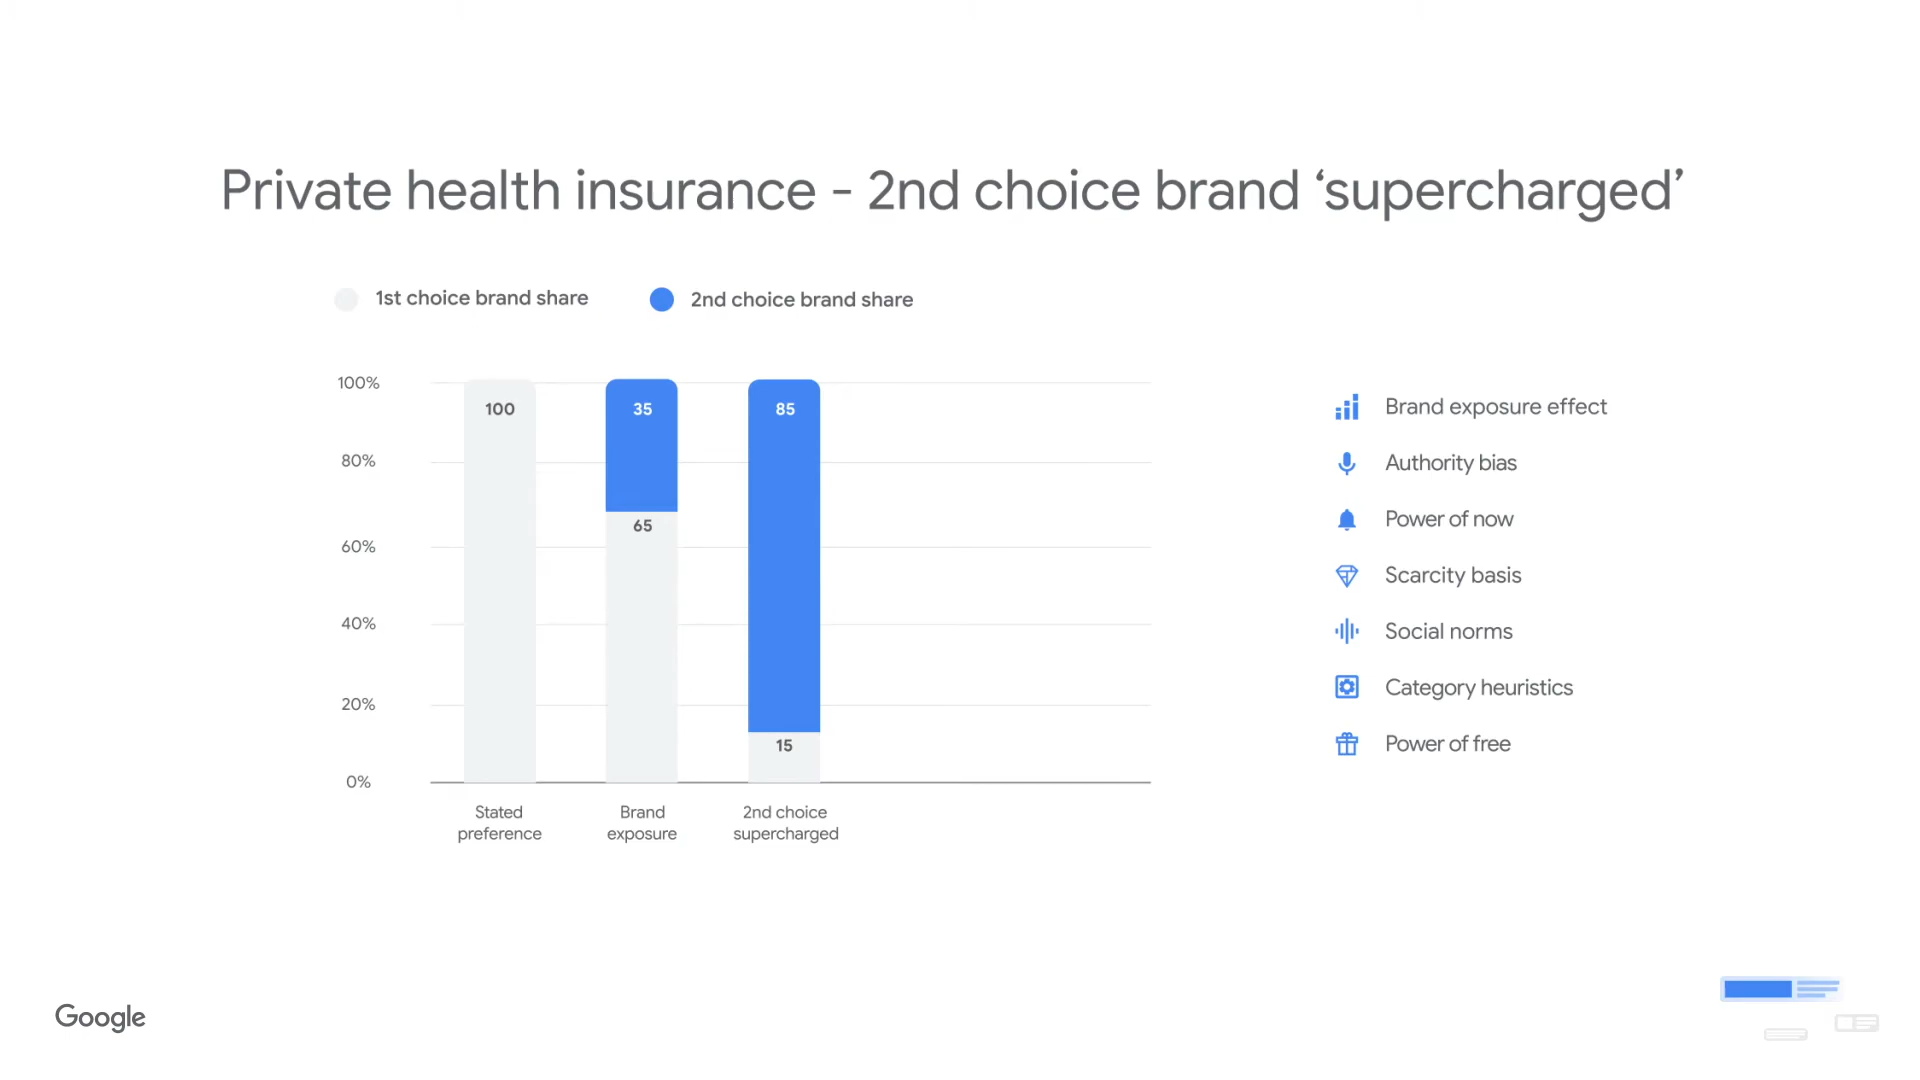 Private health insurance - 2nd choice brand ‘supercharged’
1st choice brand share
2nd choice brand share
100%
80%
60%
40%
20%
0%
100
35
65
85
15
Stated
preference
Brand
exposure
2nd choice
supercharged
Brand exposure effect
Authority bias
Power of now
Scarcity basis
Social norms
Category heuristics
Power of free
Google